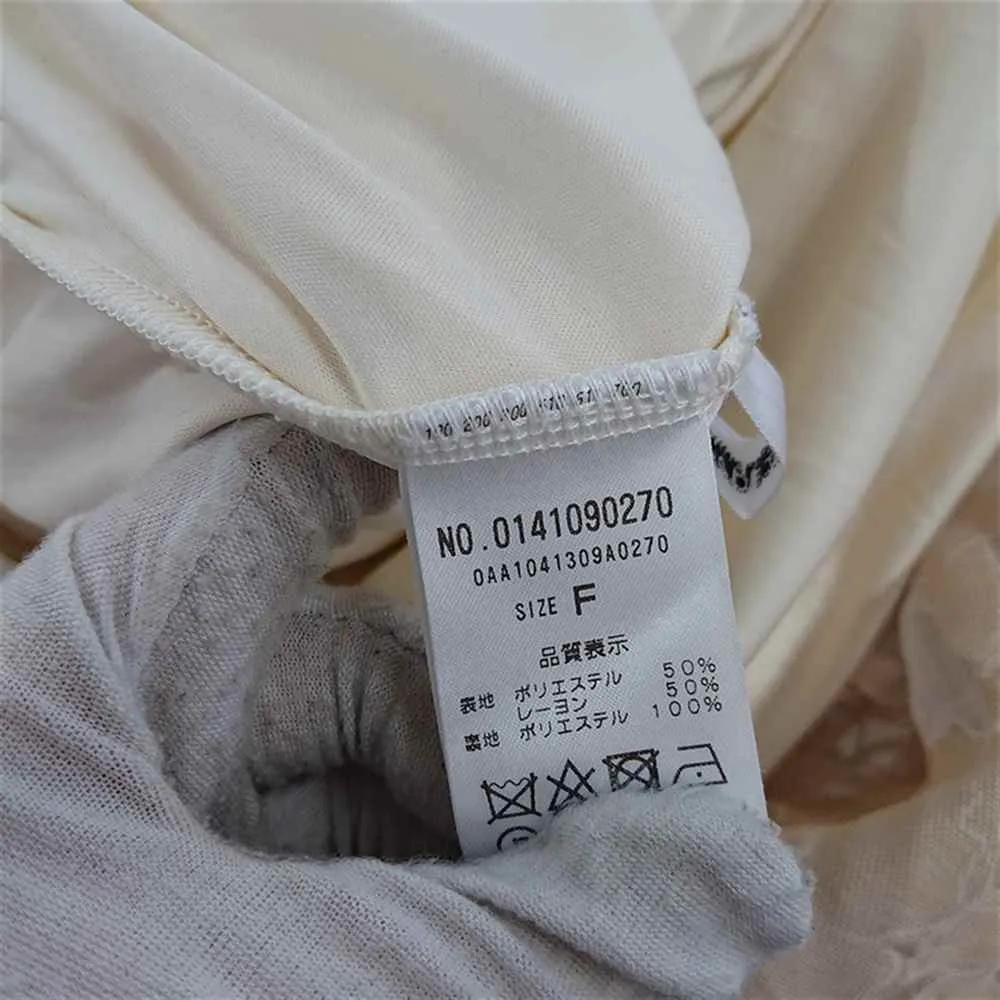 NO.0141090270
0AA1041309A0270
SIZE F
品質表示
表地 ポリエステル 50%
レーヨン 50%
裏地 ポリエステル 100%